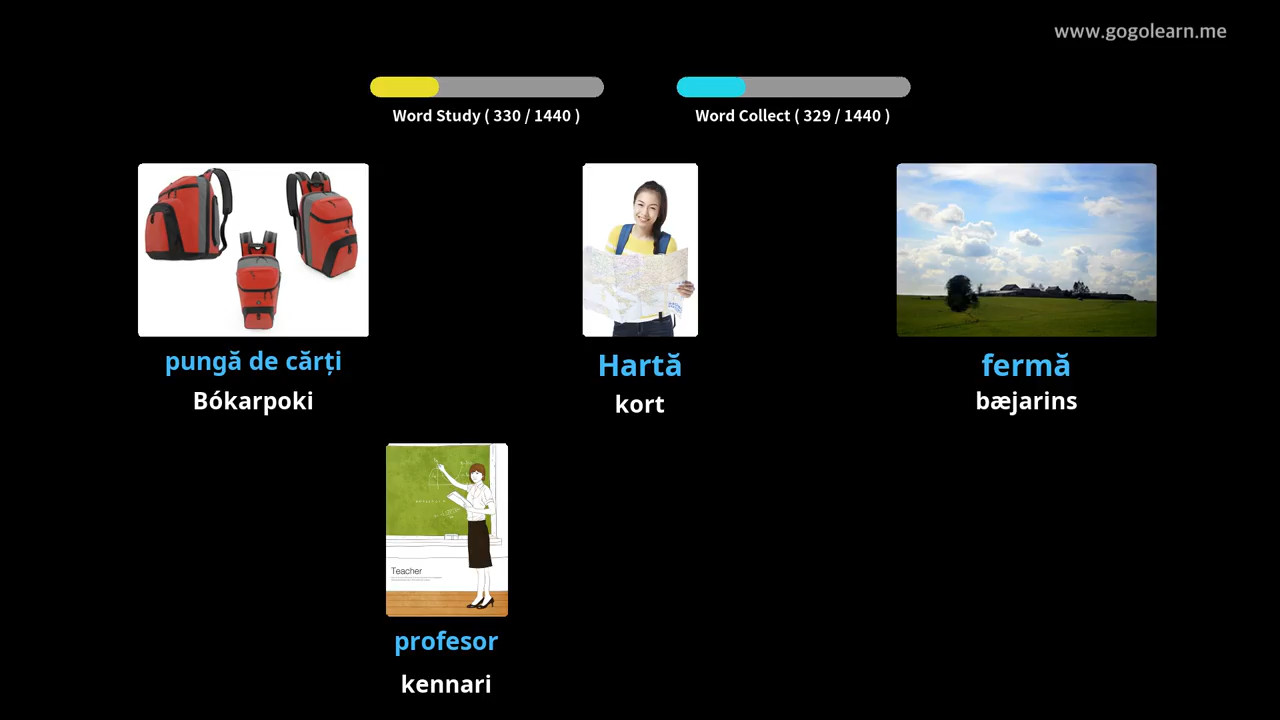 www.gogolearn.me
Word Study ( 330 / 1440 )
Word Collect ( 329 / 1440 )
pungă de cărți
Bókarpoki
Hartă
kort
fermă
bæjarins
Teacher
profesor
kennari